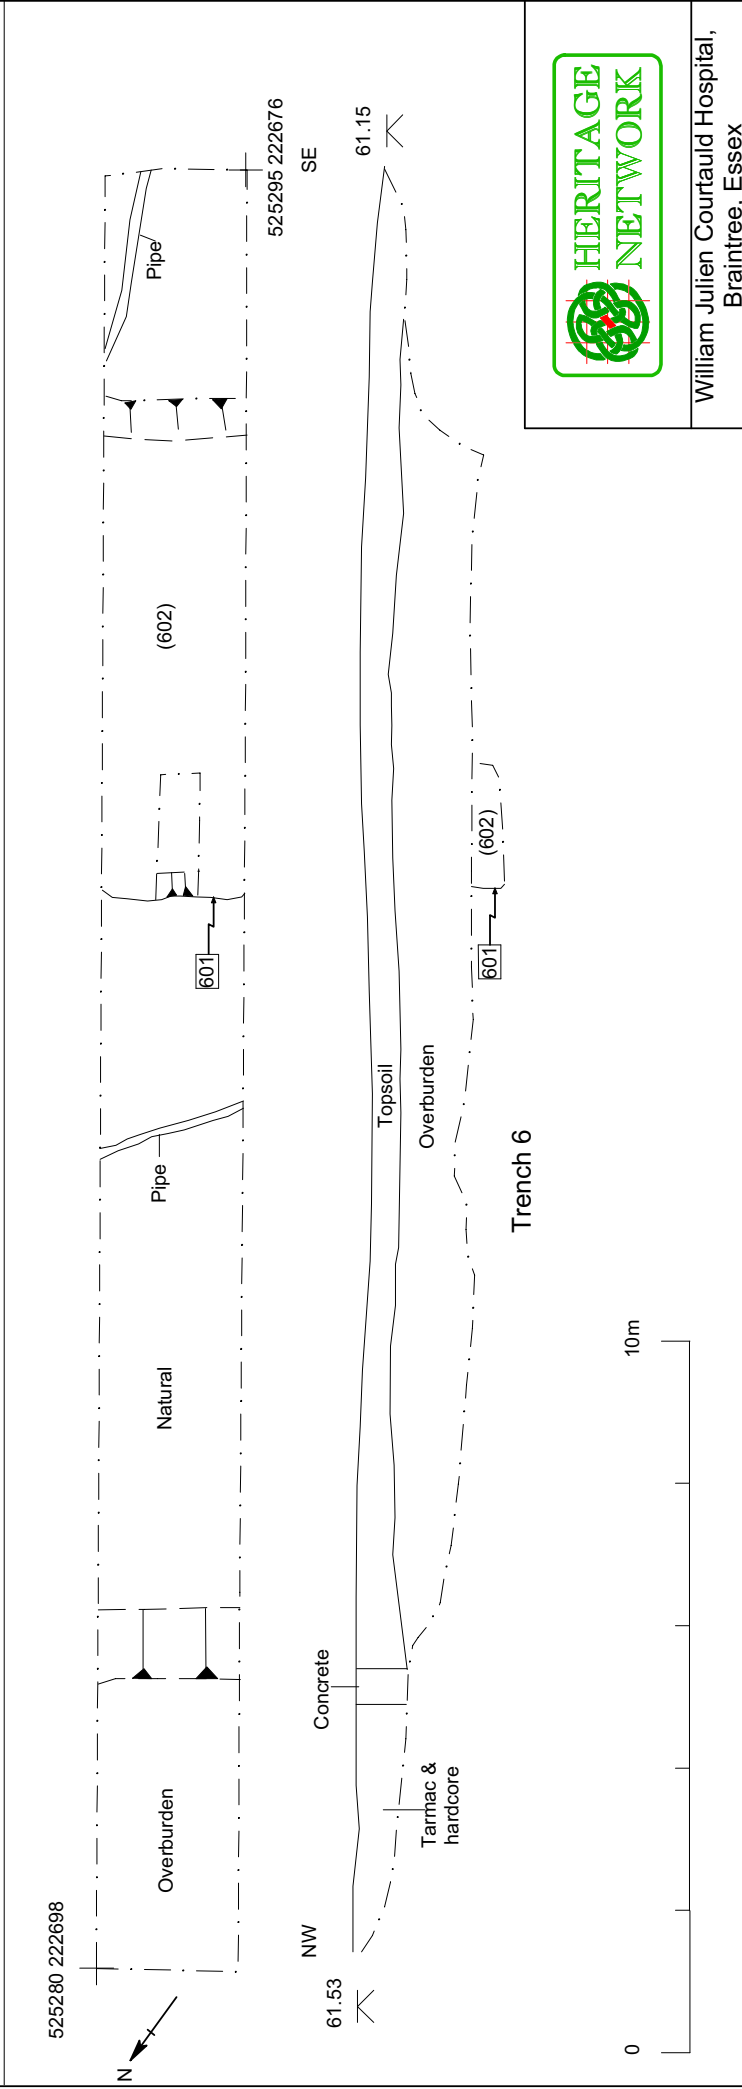 525280 222698
N
Overburden
Natural
Pipe
601
(602)
Pipe
525295 222676
NW
SE
61.53
61.15
Concrete
Tarmac &
hardcore
Topsoil
Overburden
601
(602)
Trench 6
0
10m
HERITAGE
NETWORK
William Julien Courtauld Hospital,
Braintree, Essex